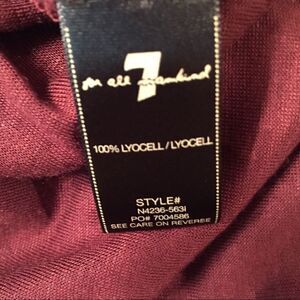 7
for all mankind
100% LYOCELL/LYOCELL
STYLE#
N4236-563i
PO# 7004586
SEE CARE ON REVERSE